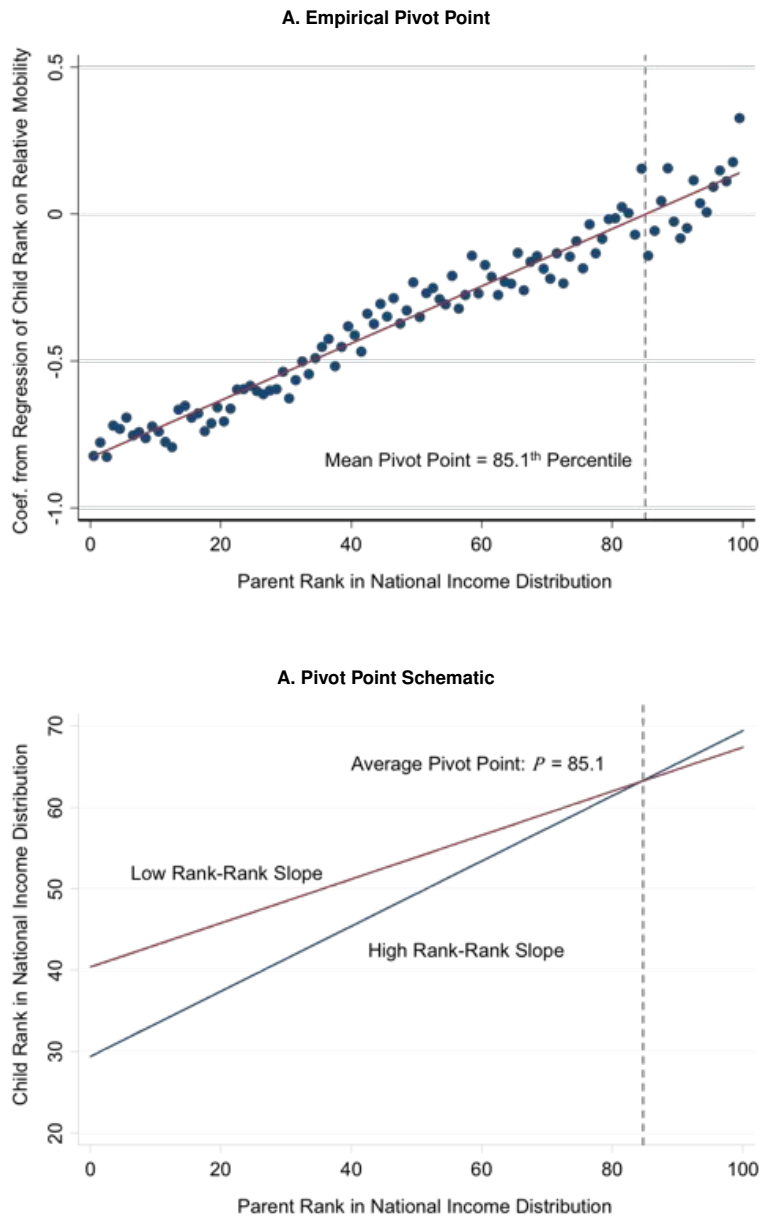 A. Empirical Pivot Point
Coef. from Regression of Child Rank on Relative Mobility
0.5
0
-0.5
-1.0
Mean Pivot Point = 85.1th Percentile
0 20 40 60 80 100
Parent Rank in National Income Distribution
A. Pivot Point Schematic
Child Rank in National Income Distribution
70
60
50
40
30
20
Average Pivot Point: P = 85.1
Low Rank-Rank Slope
High Rank-Rank Slope
0 20 40 60 80 100
Parent Rank in National Income Distribution